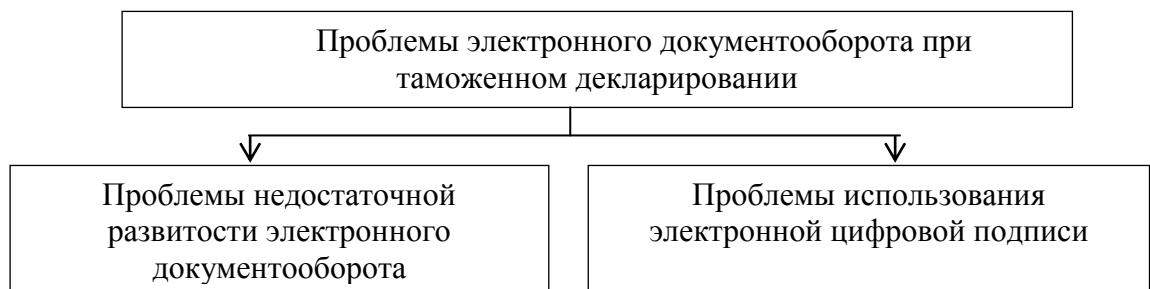 Проблемы электронного документооборота при
таможенном декларировании
Проблемы недостаточной
развитости электронного
документооборота
Проблемы использования
электронной цифровой подписи